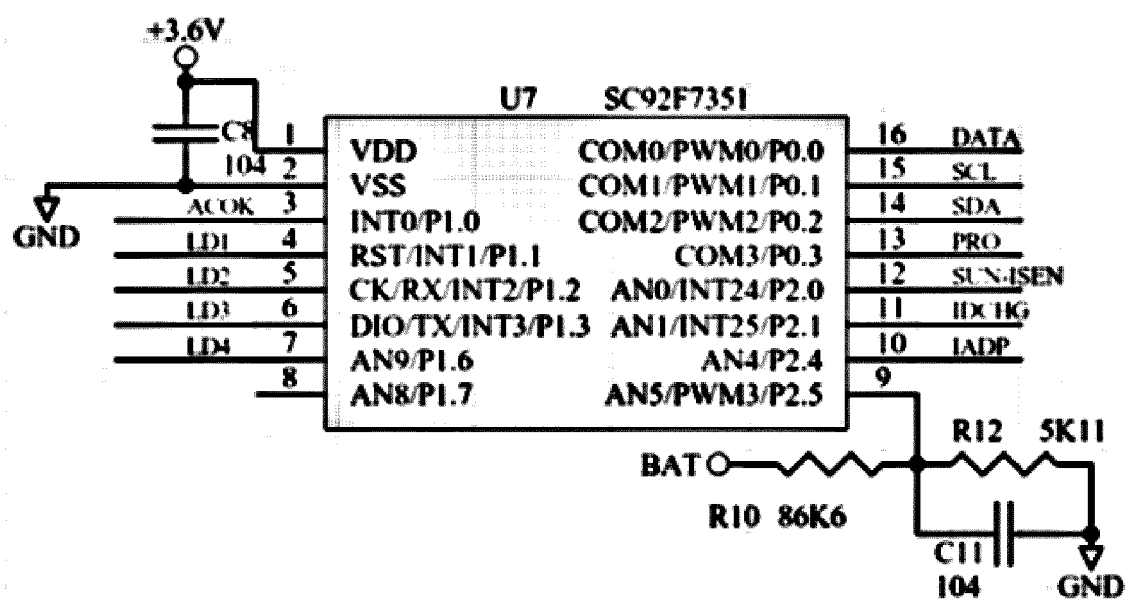 +3.6V
U7 SC92F7351
C8
104
GND
1 VDD
2 VSS
ACOK 3 INT0/P1.0
LD1 4 RST/INT1/P1.1
LD2 5 CK/RX/INT2/P1.2
LD3 6 DIO/TX/INT3/P1.3
LD4 7 AN9/P1.6
8 AN8/P1.7
COM0/PWM0/P0.0 16 DATA
COM1/PWM1/P0.1 15 SCL
COM2/PWM2/P0.2 14 SDA
COM3/P0.3 13 PRO
AN0/INT24/P2.0 12 SUN-ISEN
AN1/INT25/P2.1 11 IDCHG
AN4/P2.4 10 IADP
AN5/PWM3/P2.5 9
R12 5K11
BAT
R10 86K6
C11
104
GND